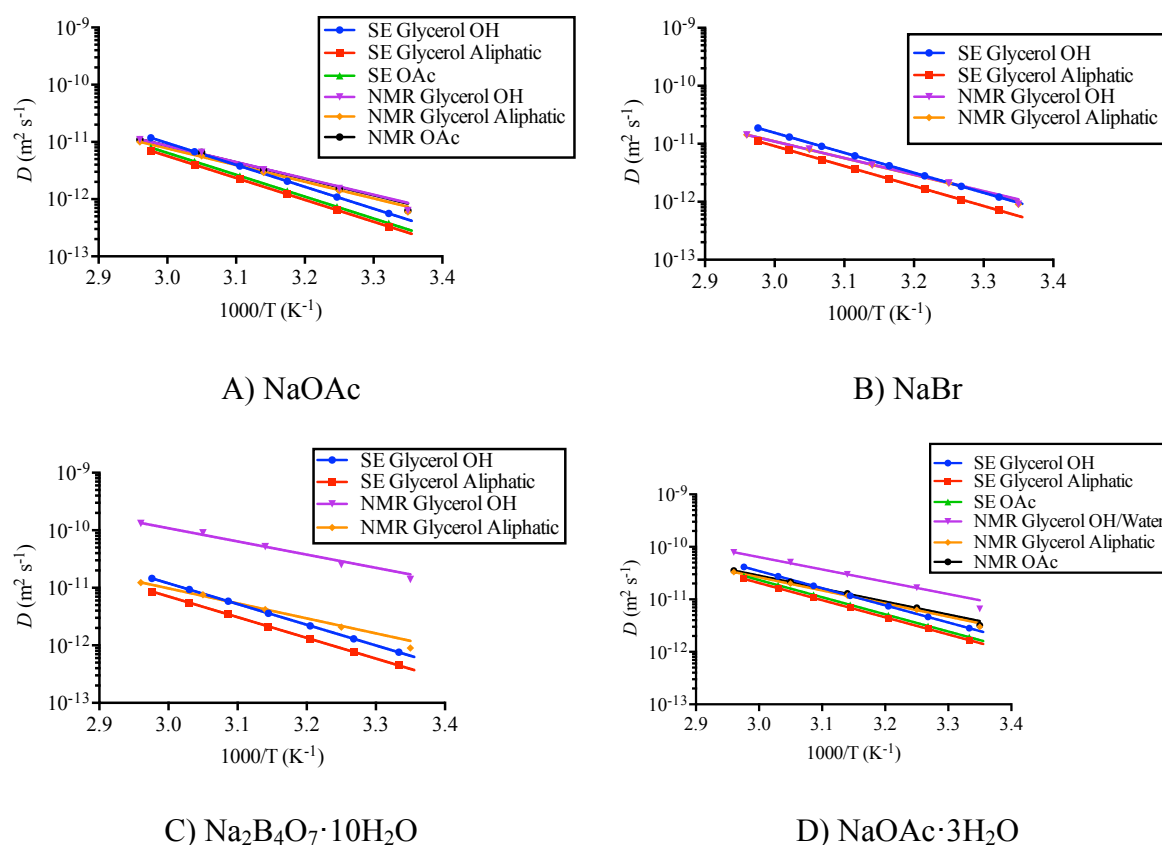 10⁻⁹
10⁻¹⁰
10⁻¹¹
10⁻¹²
10⁻¹³
D (m² s⁻¹)
SE Glycerol OH
SE Glycerol Aliphatic
SE OAc
NMR Glycerol OH
NMR Glycerol Aliphatic
NMR OAc
2.9 3.0 3.1 3.2 3.3 3.4
1000/T (K⁻¹)
A) NaOAc
10⁻⁹
10⁻¹⁰
10⁻¹¹
10⁻¹²
10⁻¹³
D (m² s⁻¹)
SE Glycerol OH
SE Glycerol Aliphatic
NMR Glycerol OH
NMR Glycerol Aliphatic
2.9 3.0 3.1 3.2 3.3 3.4
1000/T (K⁻¹)
B) NaBr
10⁻⁹
10⁻¹⁰
10⁻¹¹
10⁻¹²
10⁻¹³
D (m² s⁻¹)
SE Glycerol OH
SE Glycerol Aliphatic
NMR Glycerol OH
NMR Glycerol Aliphatic
2.9 3.0 3.1 3.2 3.3 3.4
1000/T (K⁻¹)
C) Na₂B₄O₇·10H₂O
10⁻⁹
10⁻¹⁰
10⁻¹¹
10⁻¹²
10⁻¹³
D (m² s⁻¹)
SE Glycerol OH
SE Glycerol Aliphatic
SE OAc
NMR Glycerol OH/Water
NMR Glycerol Aliphatic
NMR OAc
2.9 3.0 3.1 3.2 3.3 3.4
1000/T (K⁻¹)
D) NaOAc·3H₂O